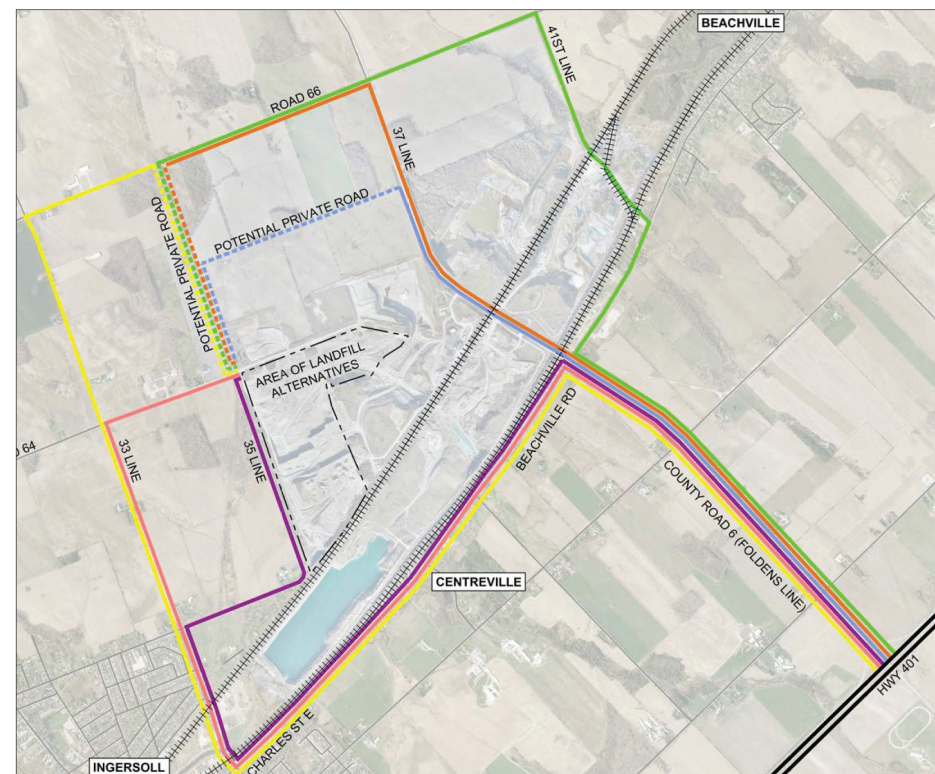 BEACHVILLE
41ST LINE
ROAD 66
37 LINE
POTENTIAL PRIVATE ROAD
POTENTIAL PRIVATE ROAD
AREA OF LANDFILL
ALTERNATIVES
64
33 LINE
35 LINE
BEACHVILLE RD
COUNTY ROAD 6 (FOLDENS LINE)
CENTREVILLE
HWY 401
CHARLES ST E
INGERSOLL